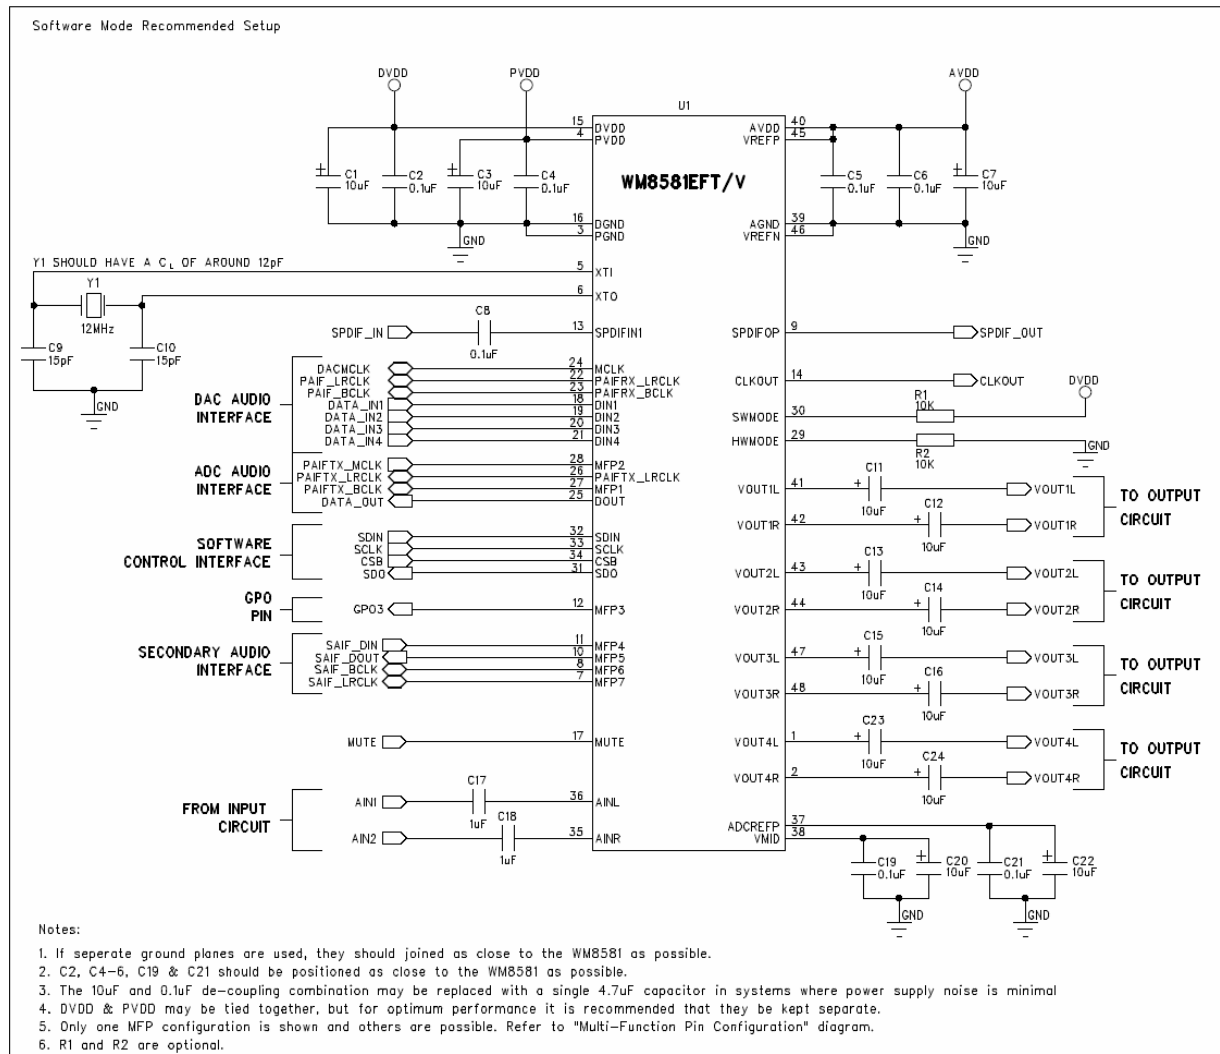 Software Mode Recommended Setup
DVDD PVDD AVDD
U1
15 DVDD AVDD 40
4 PVDD VREFP 45
WM8581EFT/V
C1 10uF C2 0.1uF C3 10uF C4 0.1uF C5 0.1uF C6 0.1uF C7 10uF
16 DGND AGND 39
3 PGND VREFN 46
GND GND
Y1 SHOULD HAVE A CL OF AROUND 12pF
5 XTI
Y1
6 XTO
12MHz
C9 15pF C10 15pF
GND
SPDIF_IN C8 0.1uF 13 SPDIFIN1 SPDIFOP 9 SPDIF_OUT
DAC AUDIO
INTERFACE
DACMCLK 24 MCLK
PAIF_LRCLK 22 PAIFRX_LRCLK
PAIF_BCLK 23 PAIFRX_BCLK
DATA_IN1 18 DIN1
DATA_IN2 19 DIN2
DATA_IN3 20 DIN3
DATA_IN4 21 DIN4
CLKOUT 14 CLKOUT
DVDD
SWMODE 30 R1 10K
HWMODE 29 R2 10K GND
ADC AUDIO
INTERFACE
PAIFTX_MCLK 28 MFP2
PAIFTX_LRCLK 26 PAIFTX_LRCLK
PAIFTX_BCLK 27 MFP1
DATA_OUT 25 DOUT
VOUT1L 41 + C11 10uF VOUT1L
VOUT1R 42 + C12 10uF VOUT1R
TO OUTPUT
CIRCUIT
SOFTWARE
CONTROL INTERFACE
SDIN 32 SDIN
SCLK 33 SCLK
CSB 34 CSB
SDO 31 SDO
VOUT2L 43 + C13 10uF VOUT2L
VOUT2R 44 + C14 10uF VOUT2R
TO OUTPUT
CIRCUIT
GPO
PIN
GPO3 12 MFP3
SECONDARY AUDIO
INTERFACE
SAIF_DIN 11 MFP4
SAIF_DOUT 10 MFP5
SAIF_BCLK 8 MFP6
SAIF_LRCLK 7 MFP7
VOUT3L 47 + C15 10uF VOUT3L
VOUT3R 48 + C16 10uF VOUT3R
TO OUTPUT
CIRCUIT
MUTE 17 MUTE
VOUT4L 1 + C23 10uF VOUT4L
VOUT4R 2 + C24 10uF VOUT4R
TO OUTPUT
CIRCUIT
FROM INPUT
CIRCUIT
AIN1 C17 1uF 36 AINL
AIN2 C18 1uF 35 AINR
ADCREFP 37
VMID 38
C19 0.1uF C20 10uF C21 0.1uF C22 10uF
GND GND
Notes:
1. If seperate ground planes are used, they should joined as close to the WM8581 as possible.
2. C2, C4-6, C19 & C21 should be positioned as close to the WM8581 as possible.
3. The 10uF and 0.1uF de-coupling combination may be replaced with a single 4.7uF capacitor in systems where power supply noise is minimal
4. DVDD & PVDD may be tied together, but for optimum performance it is recommended that they be kept separate.
5. Only one MFP configuration is shown and others are possible. Refer to "Multi-Function Pin Configuration" diagram.
6. R1 and R2 are optional.